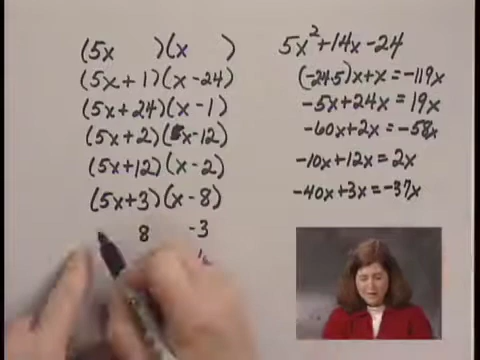 (5x      )(x      )
(5x+1)(x-24)
(5x+24)(x-1)
(5x+2)(x-12)
(5x+12)(x-2)
(5x+3)(x-8)
8      -3
5x²+14x-24
(-24·5)x+x=-119x
-5x+24x=19x
-60x+2x=-58x
-10x+12x=2x
-40x+3x=-37x